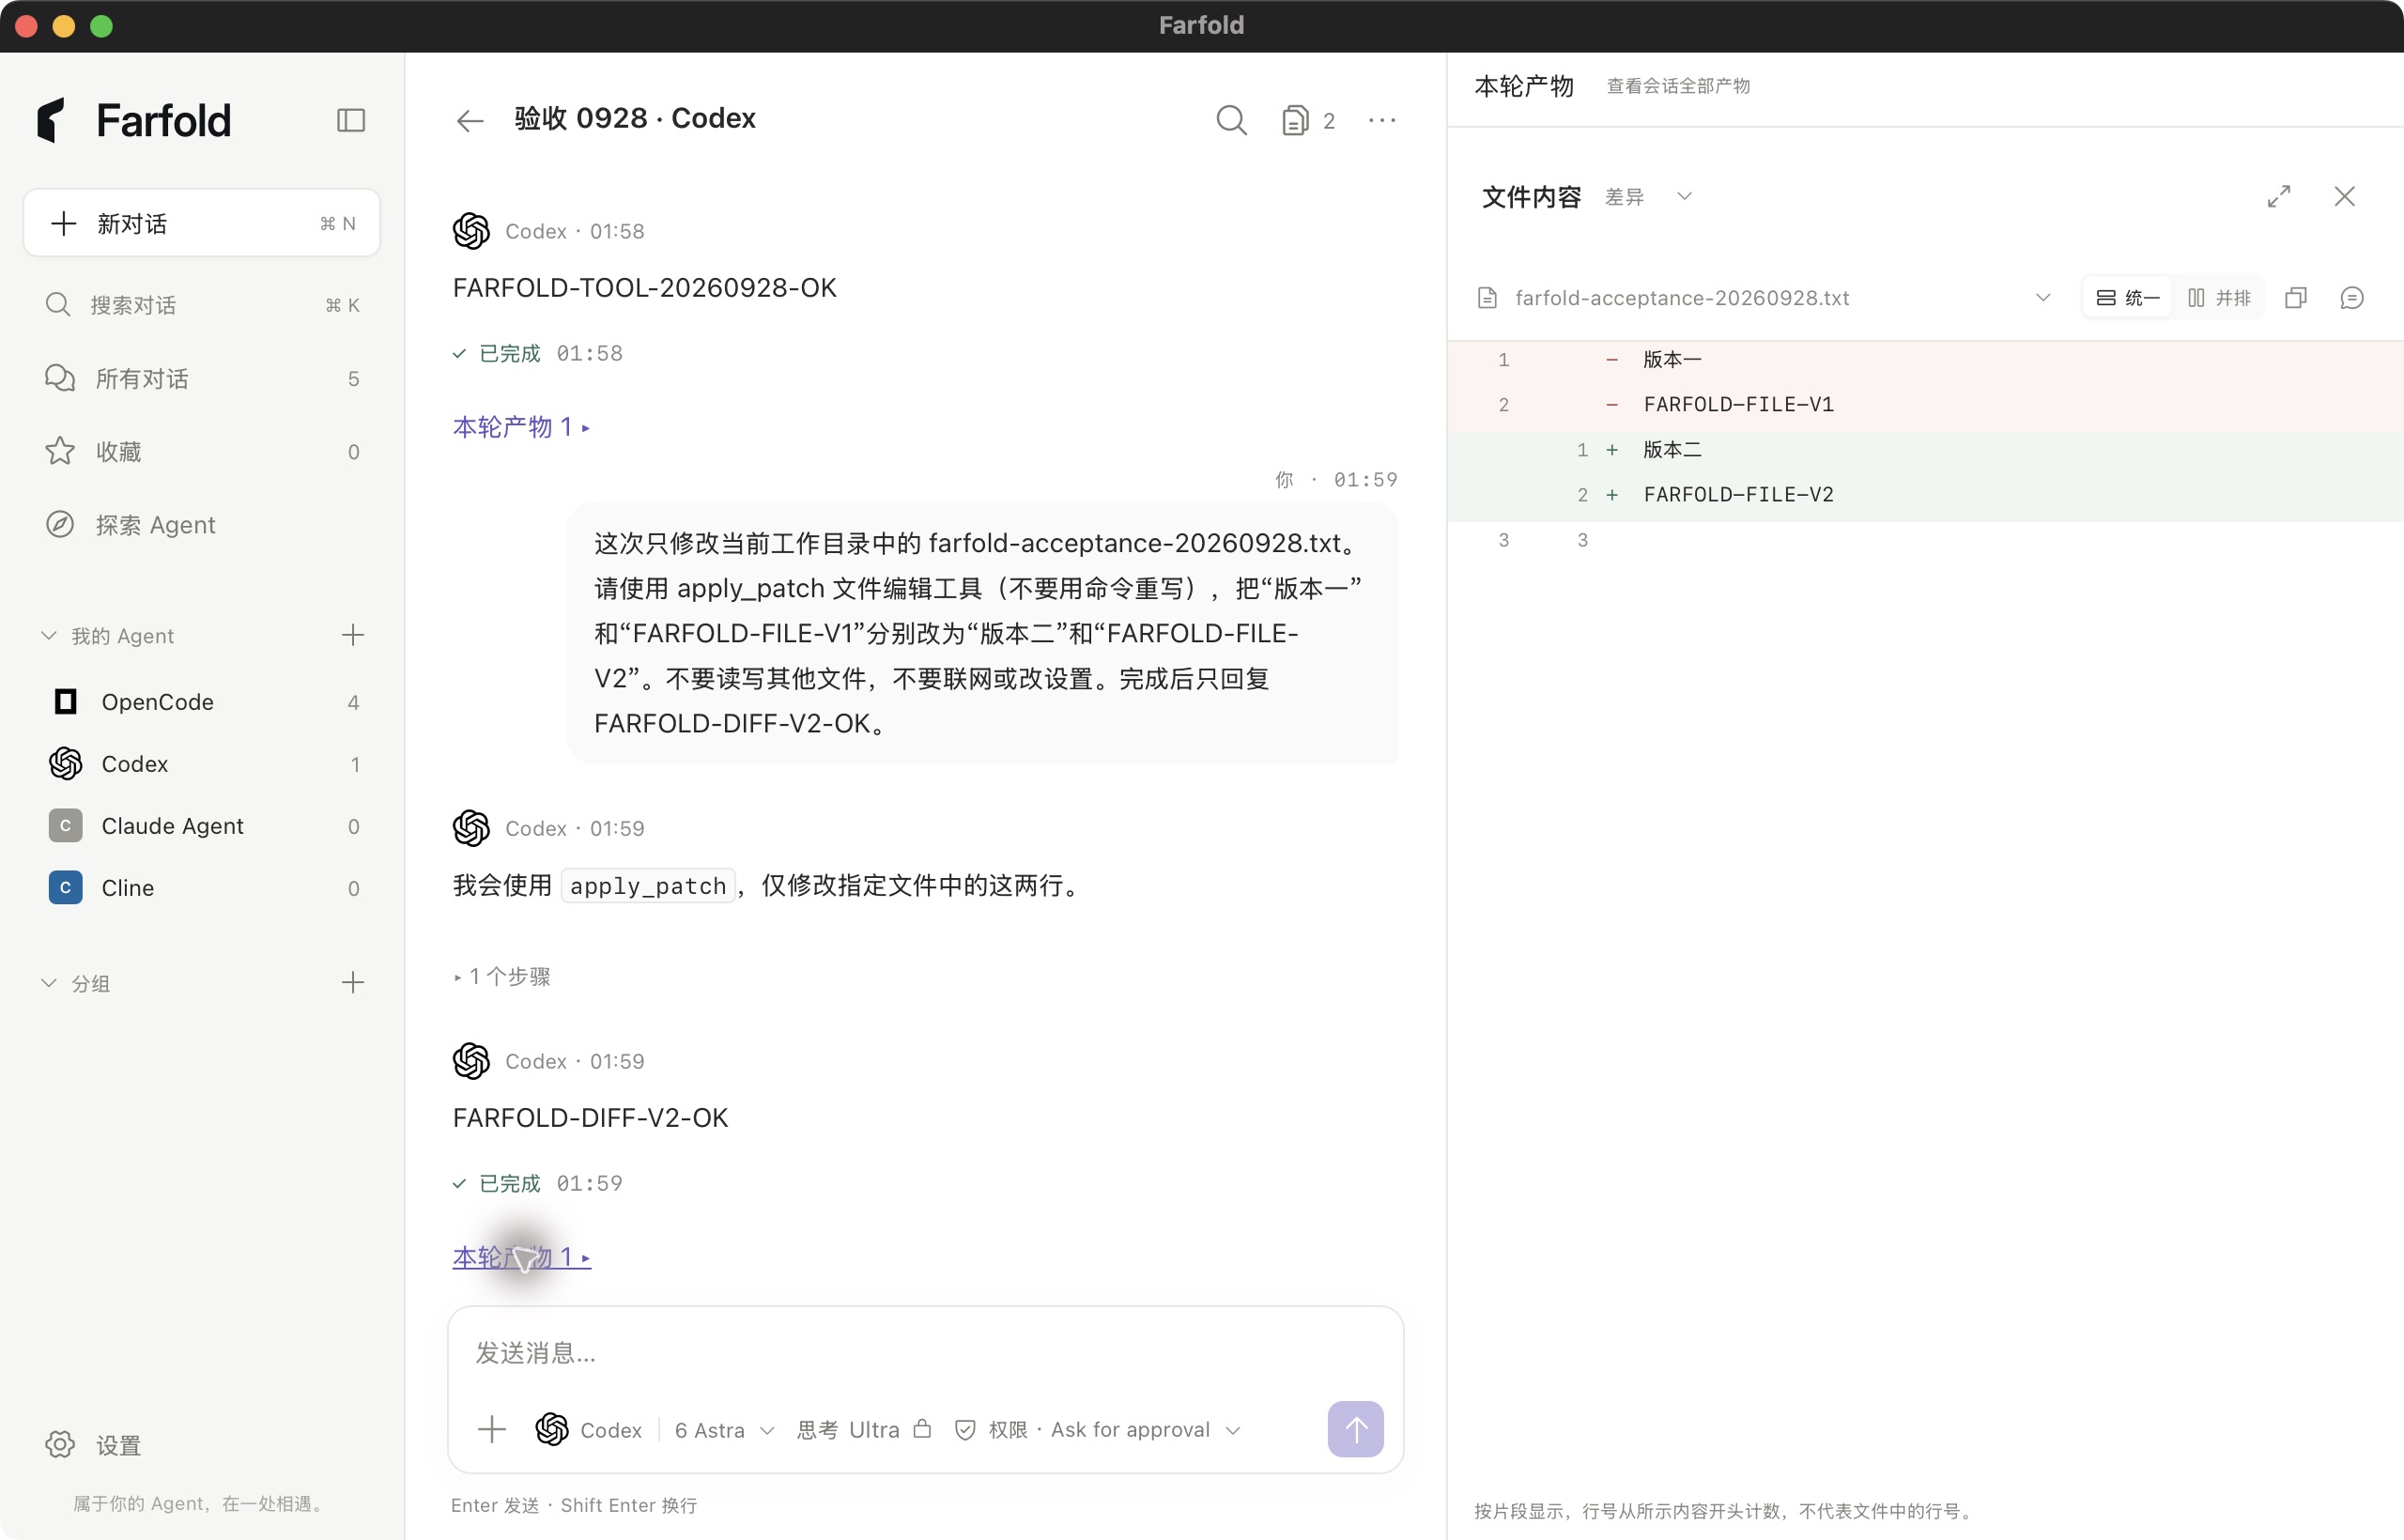 Farfold
Farfold
新对话 ⌘ N
搜索对话 ⌘ K
所有对话 5
收藏 0
探索 Agent
我的 Agent
OpenCode 4
Codex 1
C Claude Agent 0
C Cline 0
分组
设置
属于你的 Agent，在一处相遇。
验收 0928 · Codex
2
Codex · 01:58
FARFOLD-TOOL-20260928-OK
已完成 01:58
本轮产物 1 ▸
你 · 01:59
这次只修改当前工作目录中的 farfold-acceptance-20260928.txt。
请使用 apply_patch 文件编辑工具（不要用命令重写），把“版本一”
和“FARFOLD-FILE-V1”分别改为“版本二”和“FARFOLD-FILE-
V2”。不要读写其他文件，不要联网或改设置。完成后只回复
FARFOLD-DIFF-V2-OK。
Codex · 01:59
我会使用 apply_patch，仅修改指定文件中的这两行。
▸ 1 个步骤
Codex · 01:59
FARFOLD-DIFF-V2-OK
已完成 01:59
本轮产物 1 ▸
发送消息...
Codex 6 Astra 思考 Ultra 权限 · Ask for approval
Enter 发送 · Shift Enter 换行
本轮产物 查看会话全部产物
文件内容 差异
farfold-acceptance-20260928.txt 统一 并排
1 − 版本一
2 − FARFOLD-FILE-V1
1 + 版本二
2 + FARFOLD-FILE-V2
3 3
按片段显示，行号从所示内容开头计数，不代表文件中的行号。